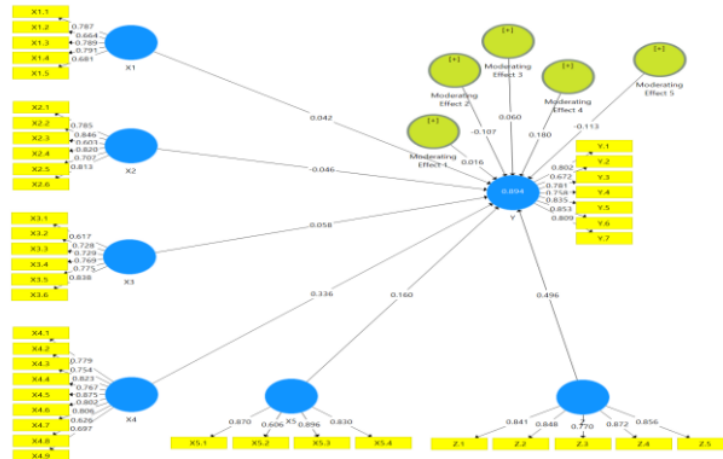 X1.1
X1.2
X1.3
X1.4
X1.5
0.787
0.664
0.789
0.791
0.681
X1
X2.1
X2.2
X2.3
X2.4
X2.5
X2.6
0.785
0.846
0.603
0.820
0.707
0.813
X2
X3.1
X3.2
X3.3
X3.4
X3.5
X3.6
0.617
0.728
0.729
0.769
0.775
0.838
X3
X4.1
X4.2
X4.3
X4.4
X4.5
X4.6
X4.7
X4.8
X4.9
0.779
0.754
0.823
0.767
0.875
0.802
0.806
0.626
0.697
X4
0.042
-0.046
0.058
0.336
0.160
0.496
[+]
Moderating
Effect 1
[+]
Moderating
Effect 2
[+]
Moderating
Effect 3
[+]
Moderating
Effect 4
[+]
Moderating
Effect 5
0.016
-0.107
0.060
0.180
-0.113
0.894
Y
0.802
0.672
0.781
0.758
0.835
0.853
0.809
Y.1
Y.2
Y.3
Y.4
Y.5
Y.6
Y.7
X5
0.870
0.606
0.896
0.830
X5.1
X5.2
X5.3
X5.4
0.841
0.848
0.770
0.872
0.856
Z.1
Z.2
Z.3
Z.4
Z.5